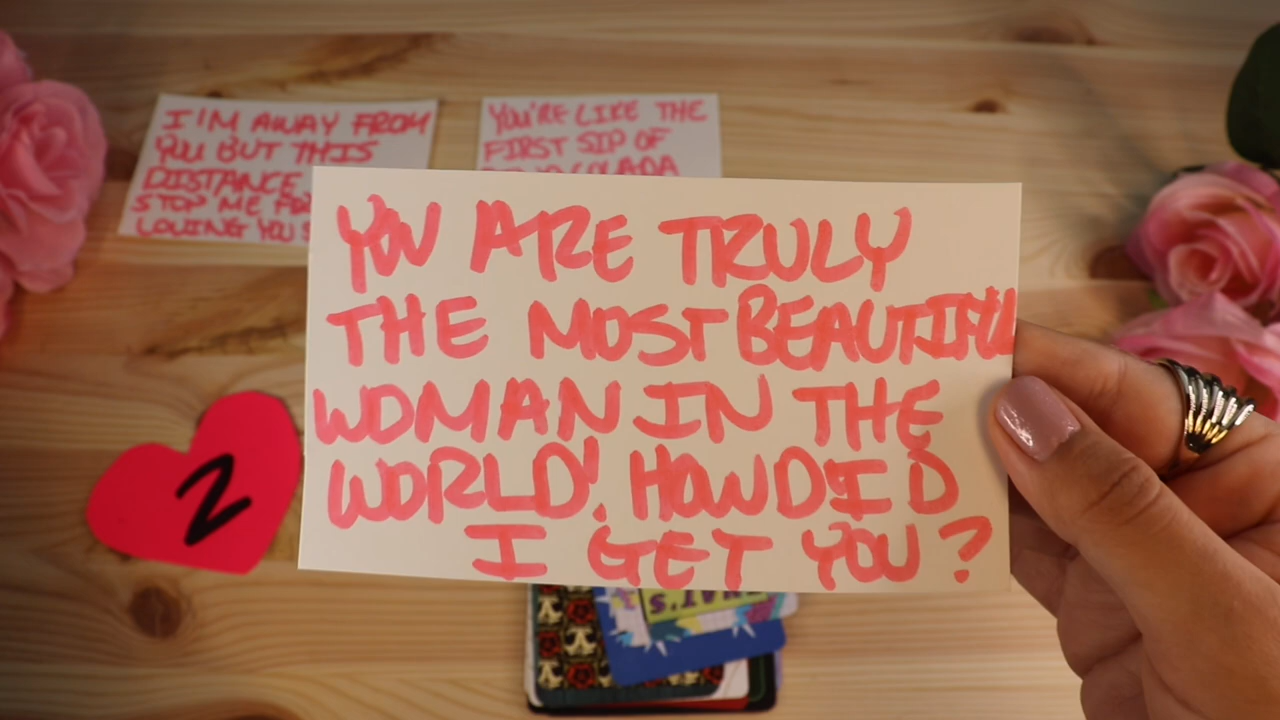 I'M AWAY FROM
YOU BUT THIS
DISTANCE
STOP ME
LOVING YOU
YOU'RE LIKE THE
FIRST SIP OF
YOU ARE TRULY
THE MOST BEAUTIFUL
WOMAN IN THE
WORLD! HOW DID
I GET YOU?
2
WHAT'S